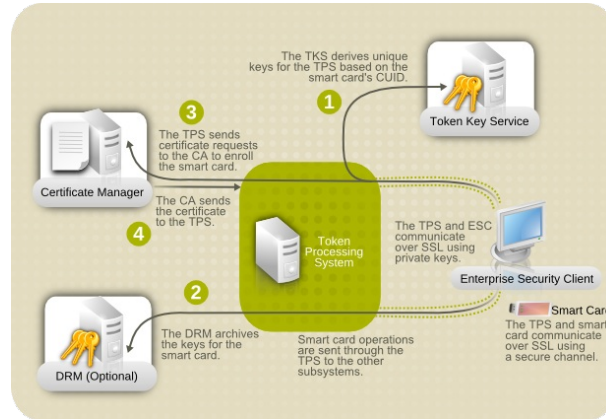 The TKS derives unique
keys for the TPS based on the
smart card's CUID.
1
Token Key Service
3
The TPS sends
certificate requests
to the CA to enroll
the smart card.
Certificate Manager
The CA sends
the certificate
to the TPS.
4
Token
Processing
System
The TPS and ESC
communicate
over SSL using
private keys.
Enterprise Security Client
2
The DRM archives
the keys for the
smart card.
DRM (Optional)
Smart card operations
are sent through the
TPS to the other
subsystems.
Smart Card
The TPS and smart
card communicate
over SSL using
a secure channel.